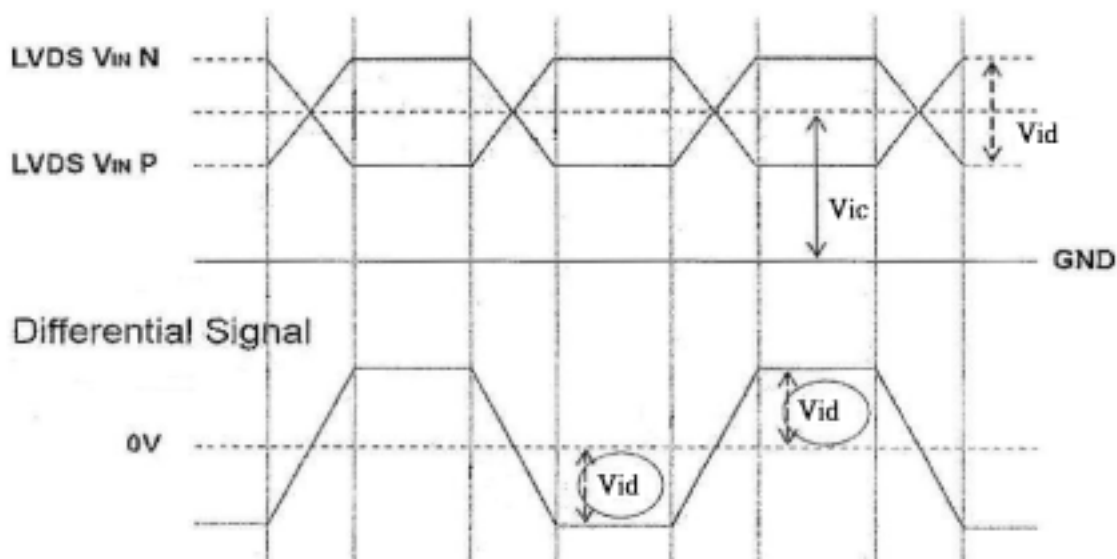 LVDS VIN N
Vid
LVDS VIN P
Vic
GND
Differential Signal
Vid
0V
Vid